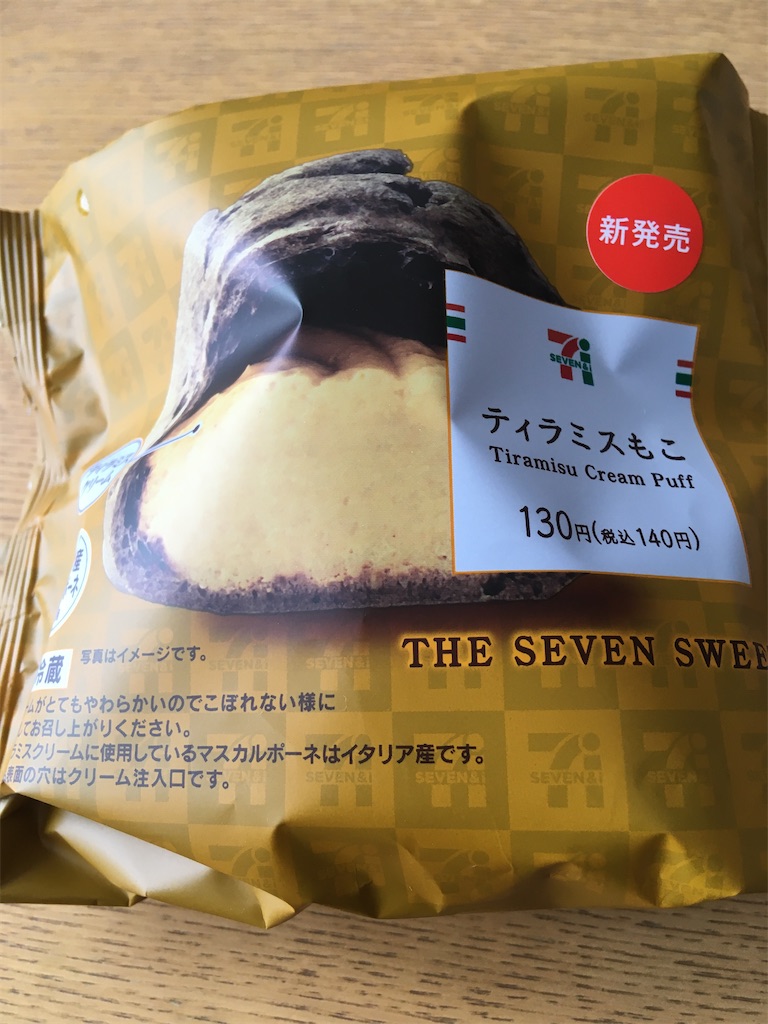 新発売
SEVEN&i
ティラミスもこ
Tiramisu Cream Puff
130円(税込140円)
THE SEVEN SWEE
冷蔵
写真はイメージです。
ームがとてもやわらかいのでこぼれない様に
してお召し上がりください。
ラミスクリームに使用しているマスカルポーネはイタリア産です。
表面の穴はクリーム注入口です。